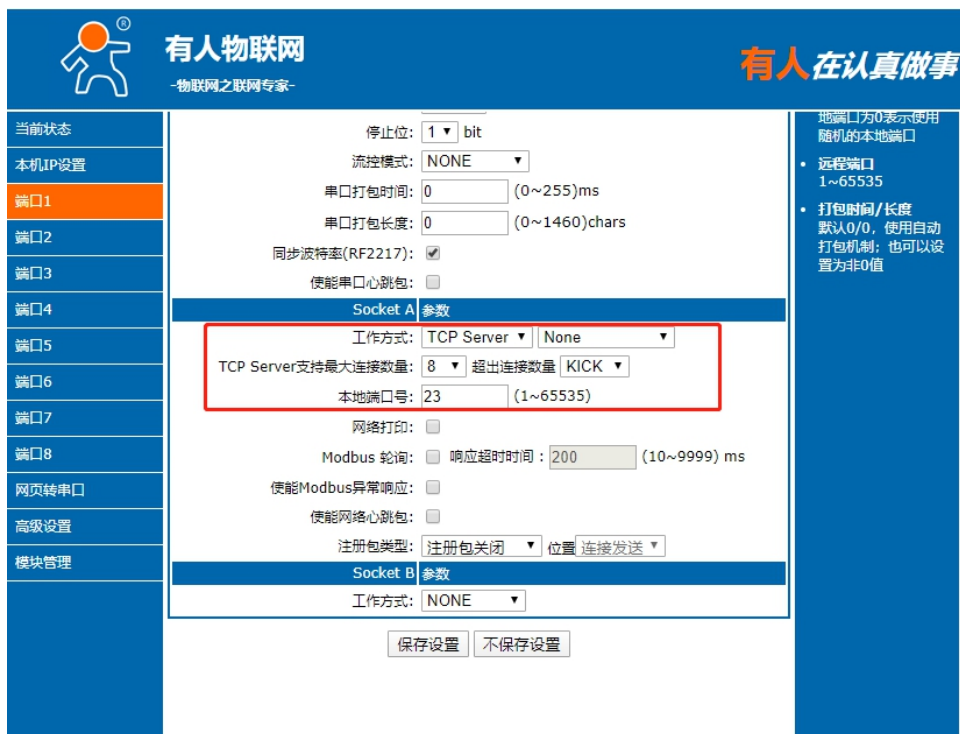 ®
有人物联网
-物联网之联网专家-
有人在认真做事
当前状态
本机IP设置
端口1
端口2
端口3
端口4
端口5
端口6
端口7
端口8
网页转串口
高级设置
模块管理
停止位: 1 bit
流控模式: NONE
串口打包时间: 0 (0~255)ms
串口打包长度: 0 (0~1460)chars
同步波特率(RF2217):
使能串口心跳包:
Socket A 参数
工作方式: TCP Server None
TCP Server支持最大连接数量: 8 超出连接数量 KICK
本地端口号: 23 (1~65535)
网络打印:
Modbus 轮询: 响应超时时间: 200 (10~9999) ms
使能Modbus异常响应:
使能网络心跳包:
注册包类型: 注册包关闭 位置 连接发送
Socket B 参数
工作方式: NONE
保存设置 不保存设置
地端口为0表示使用
随机的本地端口
• 远程端口
1~65535
• 打包时间/长度
默认0/0，使用自动
打包机制；也可以设
置为非0值